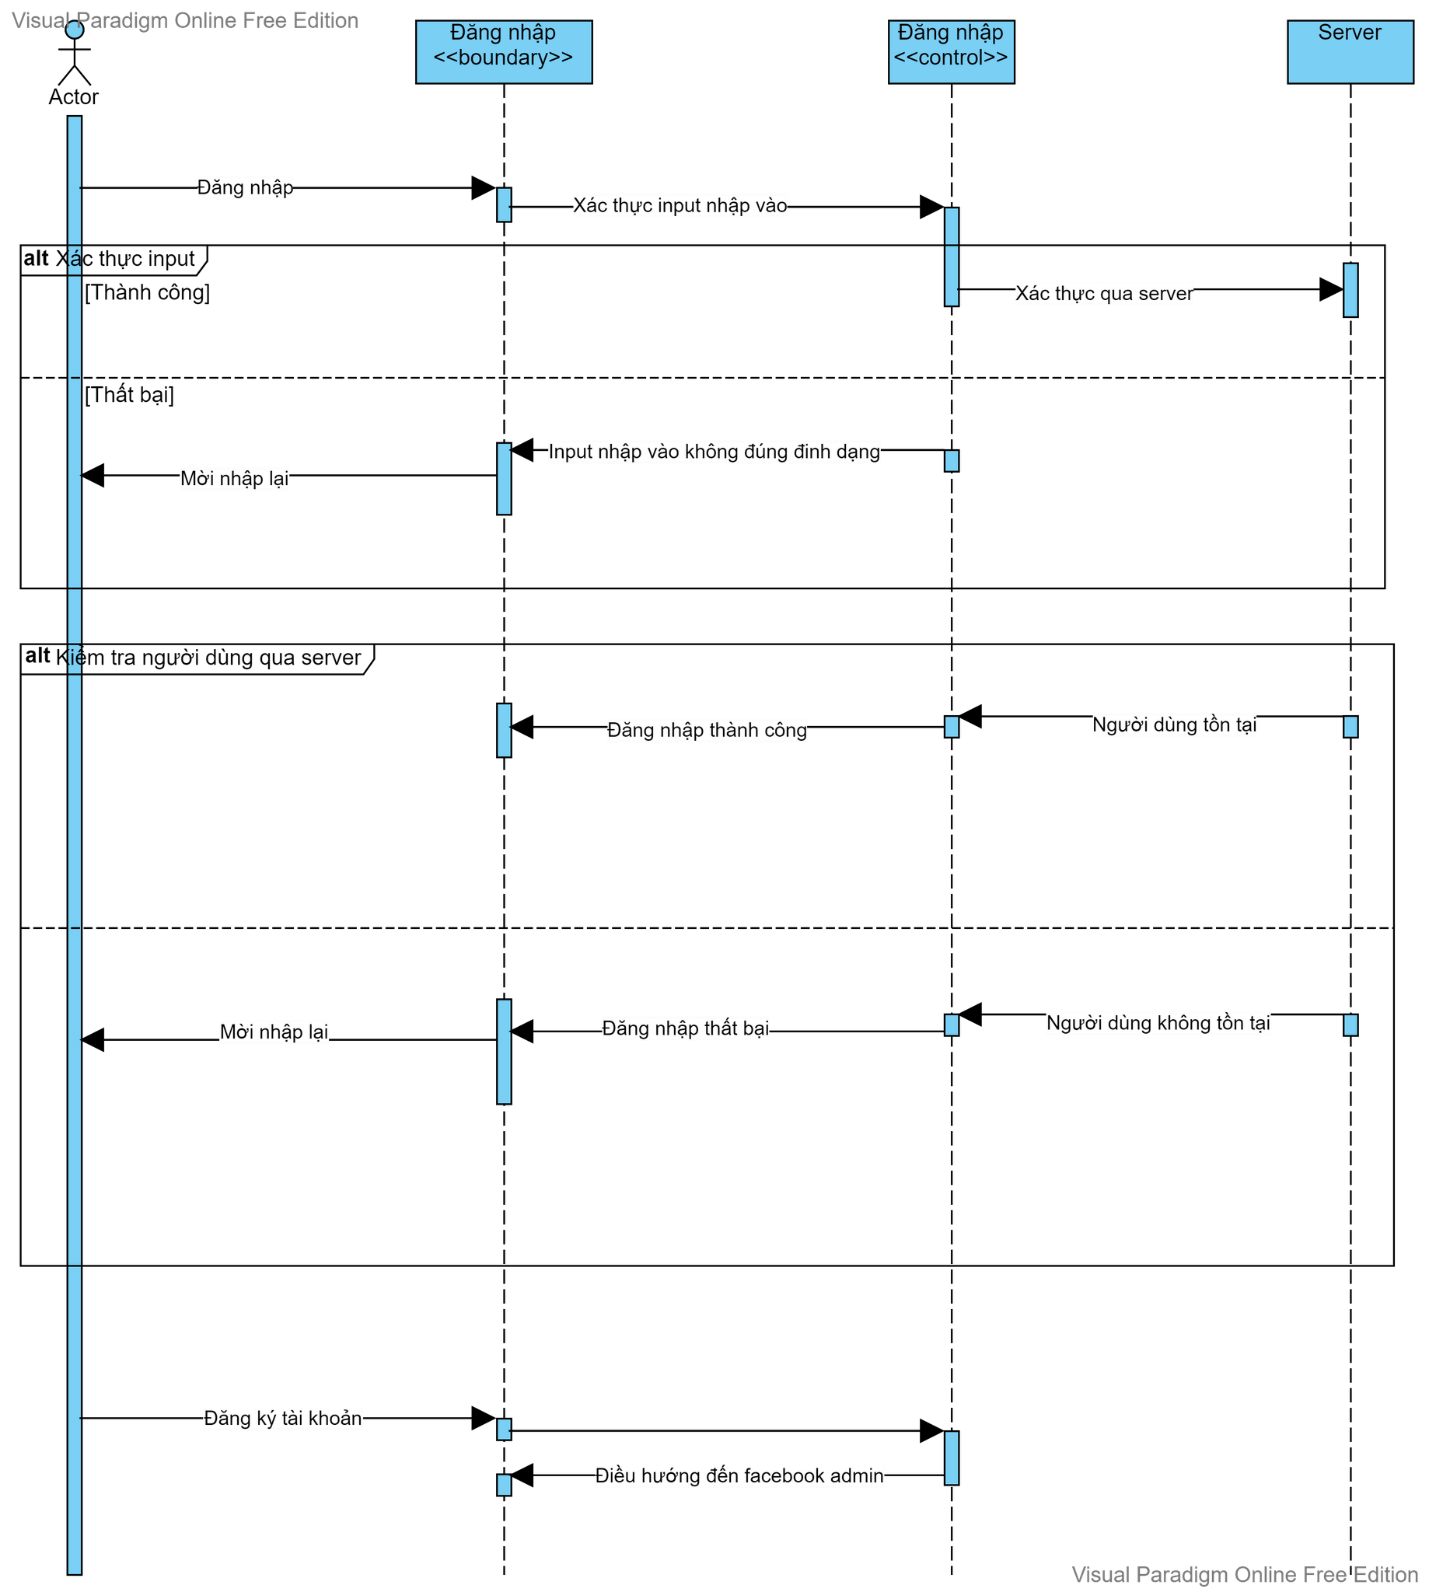 Visual Paradigm Online Free Edition
Actor
Đăng nhập
<<boundary>>
Đăng nhập
<<control>>
Server
Đăng nhập
Xác thực input nhập vào
alt Xác thực input
[Thành công]
Xác thực qua server
[Thất bại]
Input nhập vào không đúng đinh dạng
Mời nhập lại
alt Kiểm tra người dùng qua server
Người dùng tồn tại
Đăng nhập thành công
Người dùng không tồn tại
Đăng nhập thất bại
Mời nhập lại
Đăng ký tài khoản
Điều hướng đến facebook admin
Visual Paradigm Online Free Edition